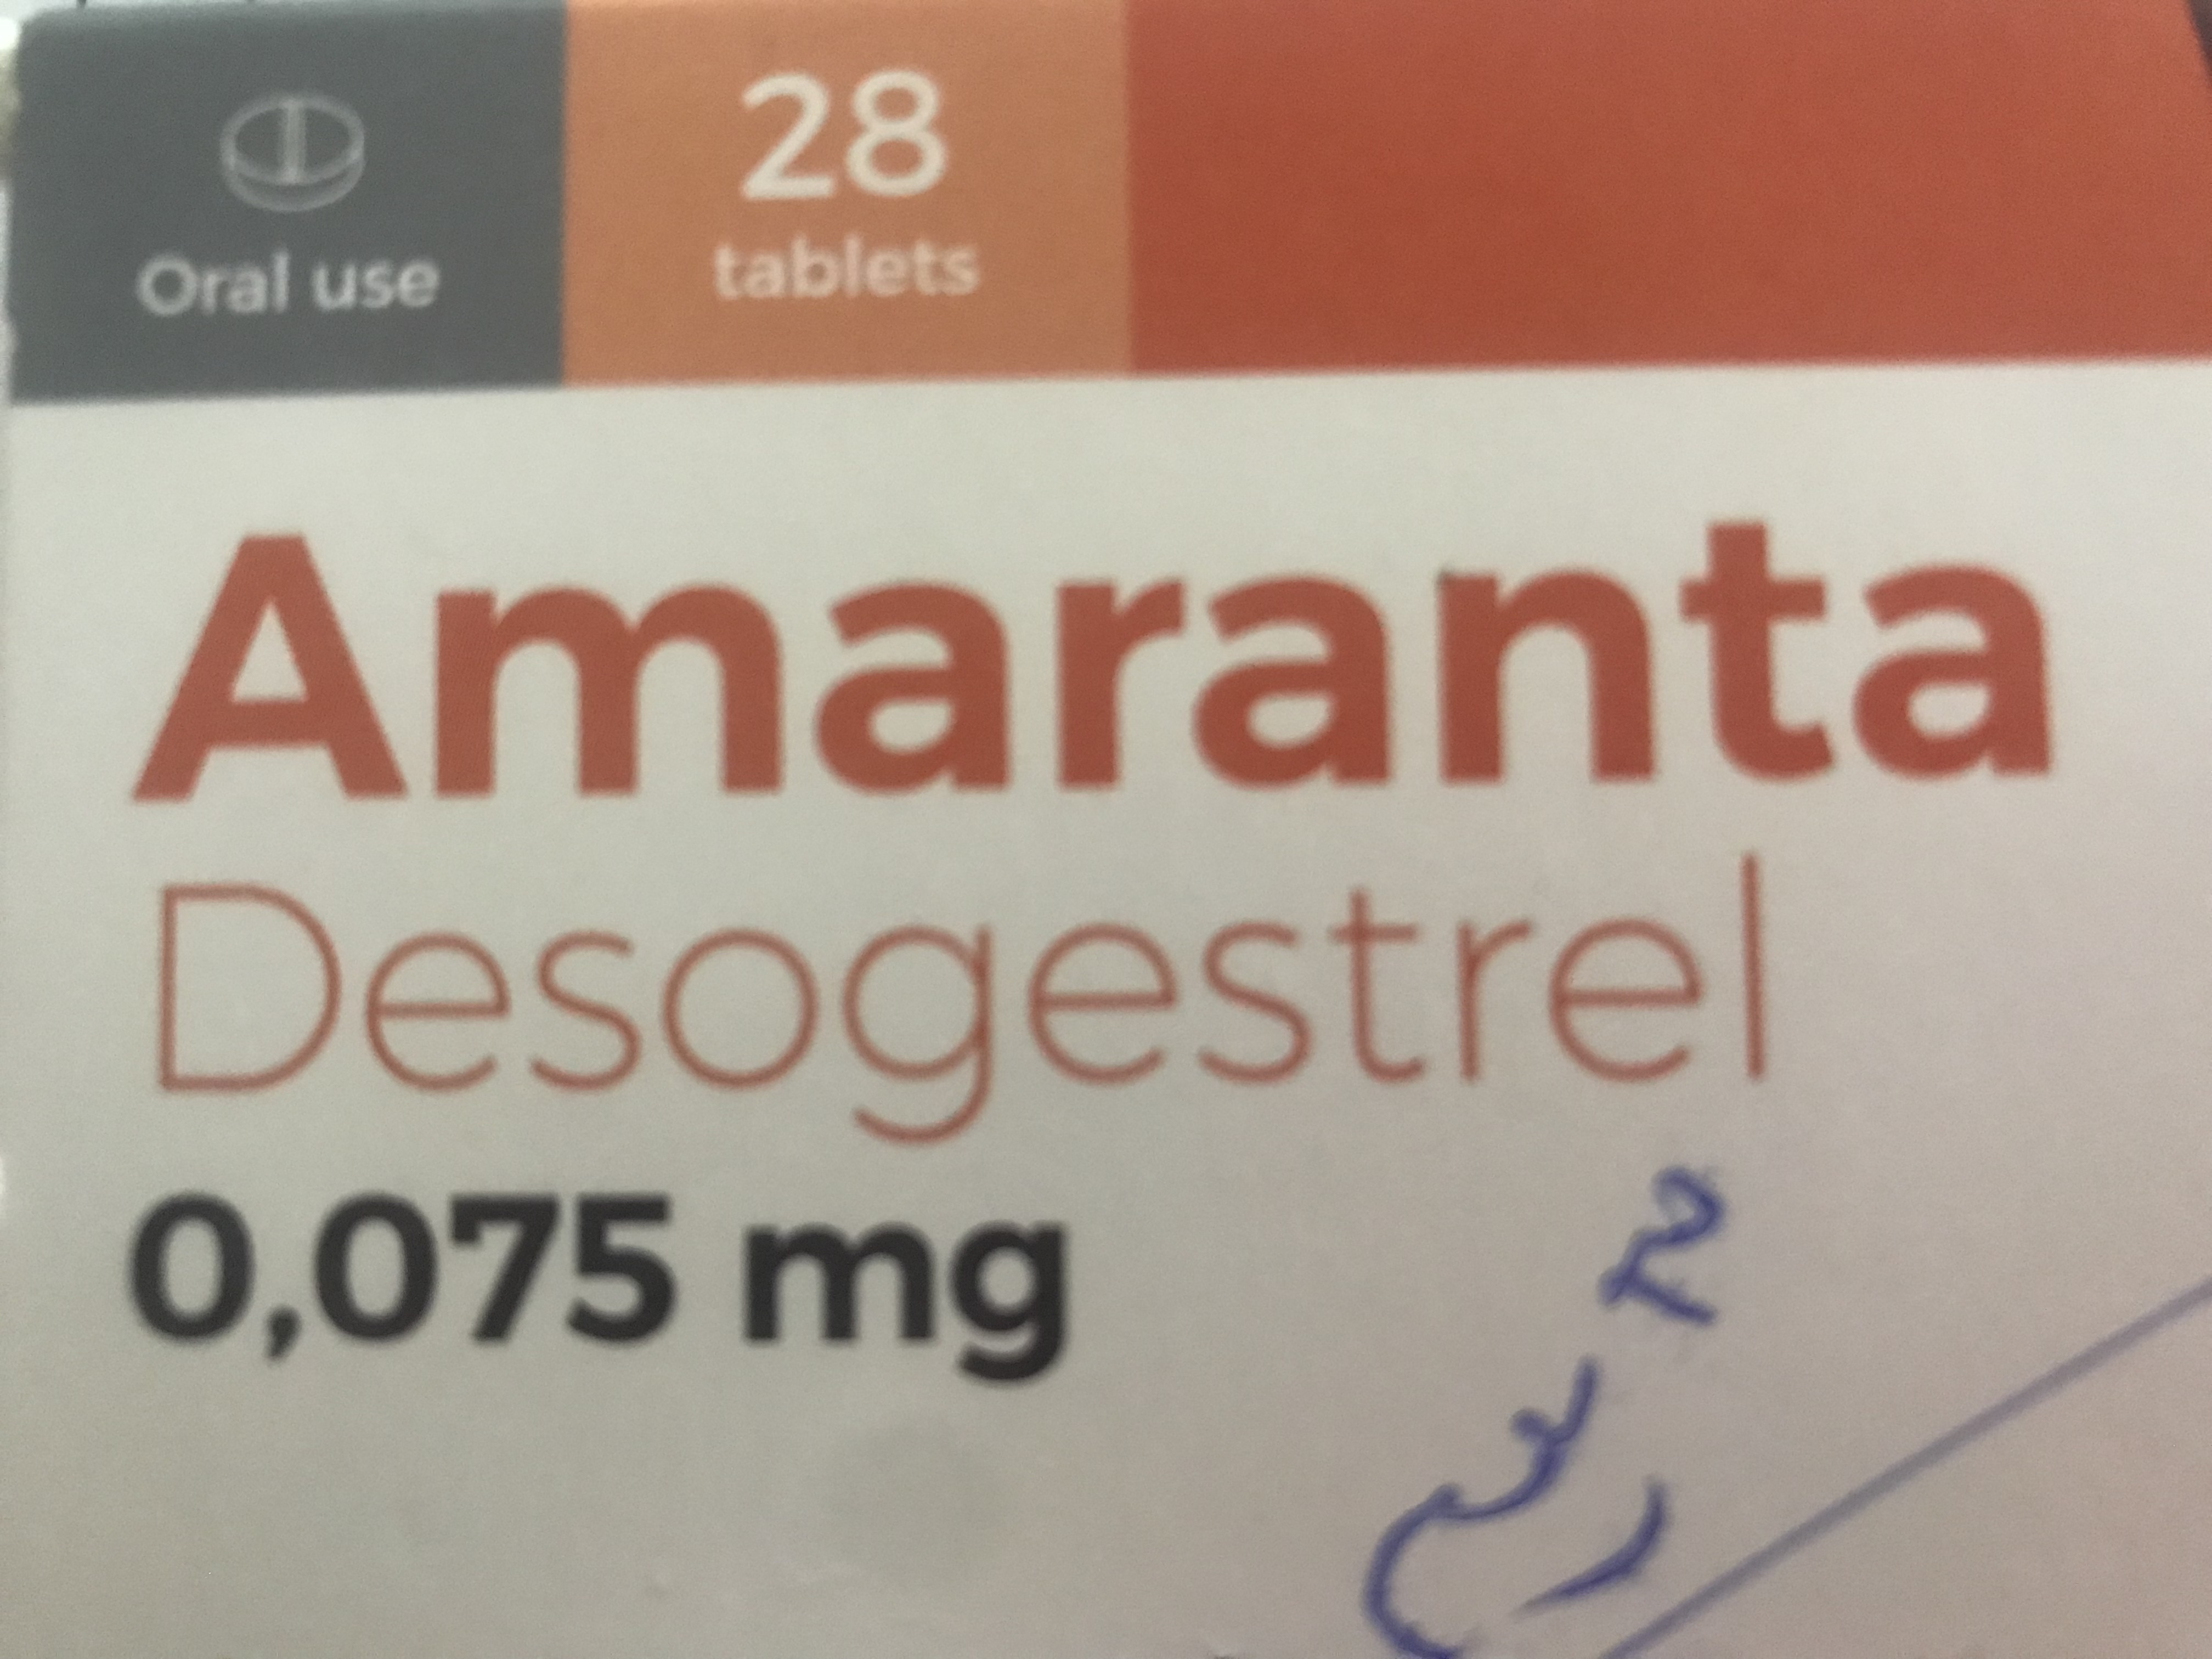 28
Oral use
tablets
Amaranta
Desogestrel
0,075 mg